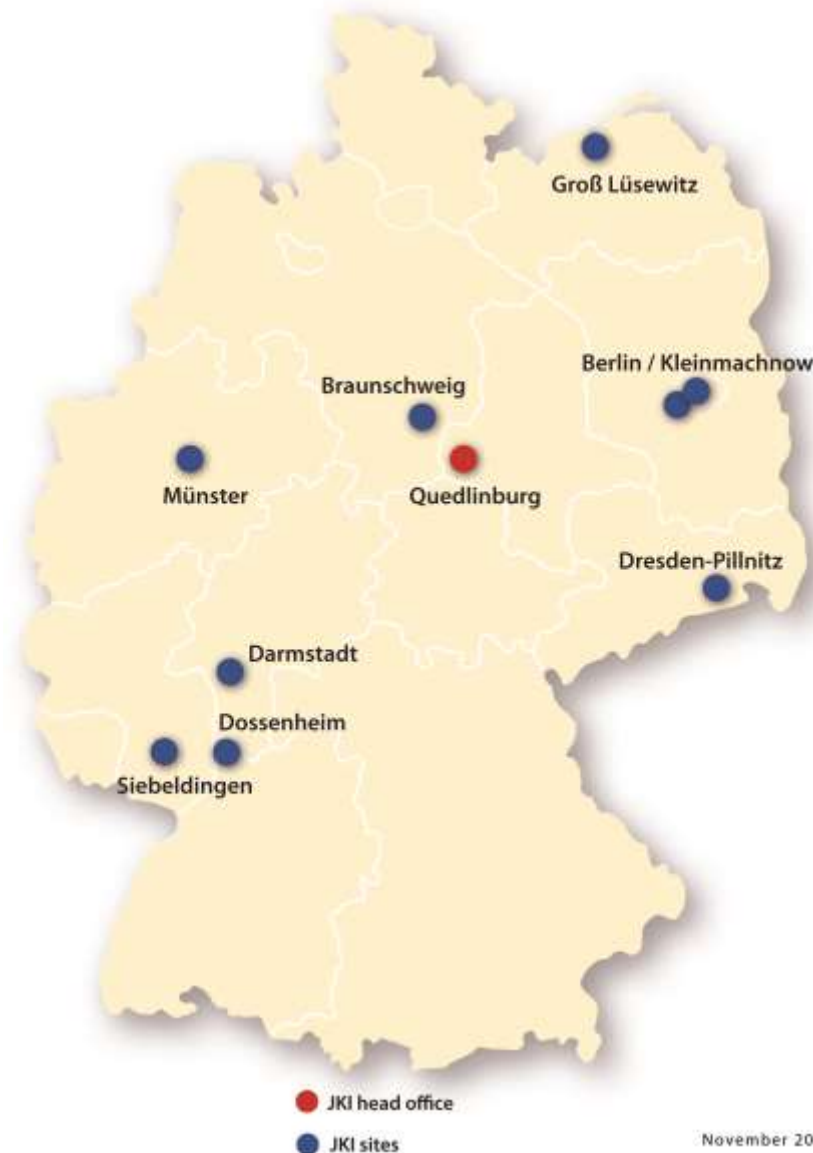 Groß Lüsewitz
Berlin / Kleinmachnow
Braunschweig
Münster
Quedlinburg
Dresden-Pillnitz
Darmstadt
Dossenheim
Siebeldingen
JKI head office
JKI sites
November 20